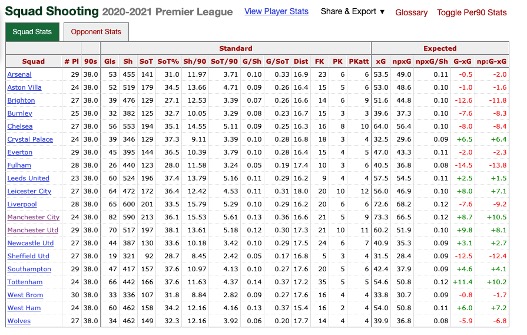 Squad Shooting 2020-2021 Premier League View Player Stats Share & Export ▼ Glossary Toggle Per90 Stats
Squad Stats Opponent Stats
Standard Expected
Squad # Pl 90s Gls Sh SoT SoT% Sh/90 SoT/90 G/Sh G/SoT Dist FK PK PKatt xG npxG npxG/Sh G-xG np:G-xG
Arsenal 29 38.0 53 455 141 31.0 11.97 3.71 0.10 0.33 16.9 23 6 6 53.5 49.0 0.11 -0.5 -2.0
Aston Villa 24 38.0 52 519 179 34.5 13.66 4.71 0.09 0.26 16.4 15 5 6 53.0 48.6 0.10 -1.0 -1.6
Brighton 27 38.0 39 476 129 27.1 12.53 3.39 0.07 0.26 16.6 14 6 9 51.6 44.8 0.10 -12.6 -11.8
Burnley 25 38.0 32 382 125 32.7 10.05 3.29 0.08 0.23 16.7 15 3 3 39.6 37.3 0.10 -7.6 -8.3
Chelsea 27 38.0 56 553 194 35.1 14.55 5.11 0.09 0.25 16.3 16 8 10 64.0 56.4 0.10 -8.0 -8.4
Crystal Palace 24 38.0 39 346 129 37.3 9.11 3.39 0.10 0.28 16.8 18 3 4 32.5 29.6 0.09 +6.5 +6.4
Everton 29 38.0 45 395 144 36.5 10.39 3.79 0.10 0.28 16.4 15 4 5 47.0 43.3 0.11 -2.0 -2.3
Fulham 28 38.0 26 440 123 28.0 11.58 3.24 0.05 0.19 17.4 10 3 6 40.5 36.8 0.08 -14.5 -13.8
Leeds United 23 38.0 60 524 196 37.4 13.79 5.16 0.11 0.29 16.2 9 4 4 57.5 54.5 0.11 +2.5 +1.5
Leicester City 27 38.0 64 472 172 36.4 12.42 4.53 0.11 0.31 18.0 20 10 12 56.0 46.9 0.10 +8.0 +7.1
Liverpool 28 38.0 65 600 201 33.5 15.79 5.29 0.10 0.29 16.2 20 6 6 72.6 68.2 0.12 -7.6 -9.2
Manchester City 24 38.0 82 590 213 36.1 15.53 5.61 0.13 0.36 16.6 21 5 9 73.3 66.5 0.12 +8.7 +10.5
Manchester Utd 29 38.0 70 517 197 38.1 13.61 5.18 0.12 0.30 17.3 21 10 11 60.2 51.9 0.10 +9.8 +8.1
Newcastle Utd 27 38.0 44 387 130 33.6 10.18 3.42 0.10 0.29 17.5 24 6 7 40.9 35.3 0.09 +3.1 +2.7
Sheffield Utd 27 38.0 19 321 92 28.7 8.45 2.42 0.05 0.17 16.8 5 3 4 31.5 28.4 0.09 -12.5 -12.4
Southampton 29 38.0 47 417 157 37.6 10.97 4.13 0.10 0.27 17.6 20 5 6 42.4 37.9 0.09 +4.6 +4.1
Tottenham 24 38.0 66 442 166 37.6 11.63 4.37 0.14 0.37 17.2 35 5 5 54.6 50.8 0.12 +11.4 +10.2
West Brom 30 38.0 33 336 107 31.8 8.84 2.82 0.09 0.27 17.6 16 4 4 33.8 30.7 0.09 -0.8 -1.7
West Ham 24 38.0 60 462 158 34.2 12.16 4.16 0.13 0.37 15.4 16 2 4 54.0 50.8 0.11 +6.0 +7.2
Wolves 27 38.0 34 462 149 32.3 12.16 3.92 0.06 0.20 17.7 14 4 4 39.9 36.8 0.08 -5.9 -6.8